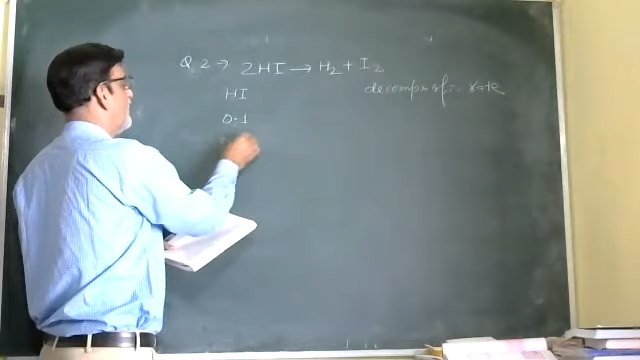 Q.2 → 2HI → H₂ + I₂
HI decomposition rate
0.1